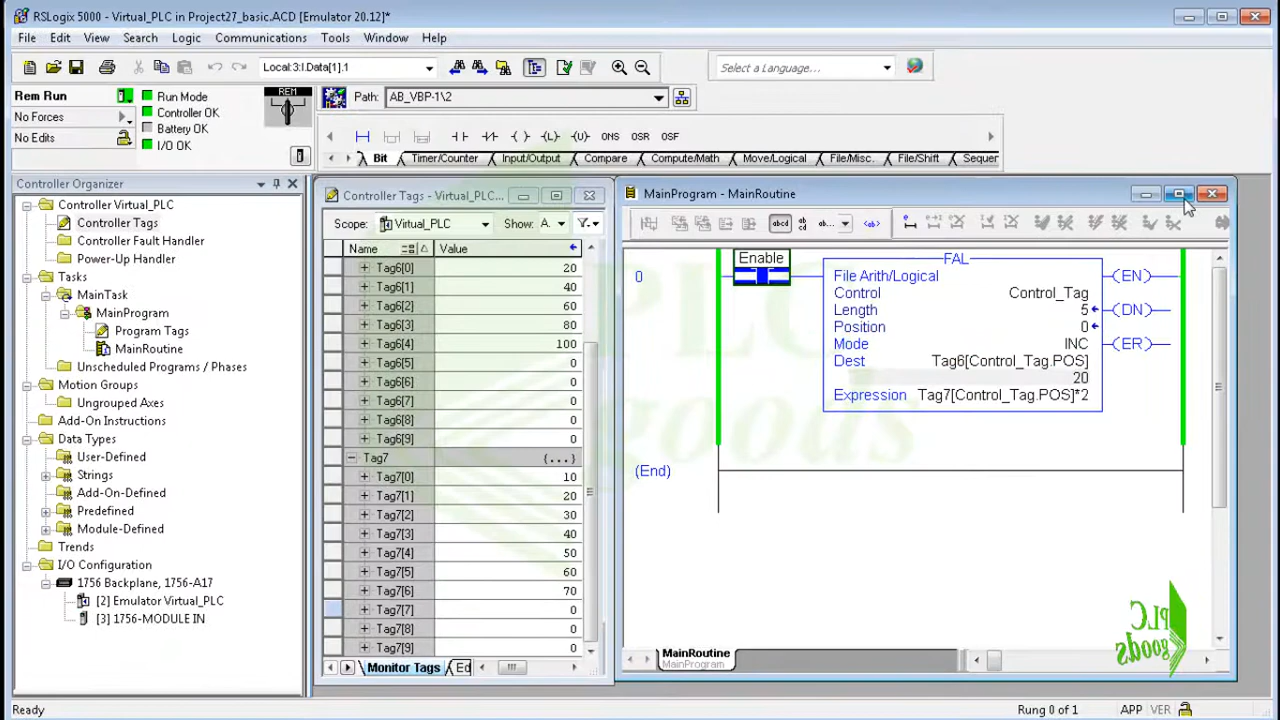 RSLogix 5000 - Virtual_PLC in Project27_basic.ACD [Emulator 20.12]*
File Edit View Search Logic Communications Tools Window Help
Local:3:I.Data[1].1
Select a Language...
Rem Run
Run Mode
No Forces
Controller OK
Battery OK
No Edits
I/O OK
REM
Path: AB_VBP-1\2
(L) (U) ONS OSR OSF
Bit Timer/Counter Input/Output Compare Compute/Math Move/Logical File/Misc. File/Shift Sequer
Controller Organizer
Controller Virtual_PLC
Controller Tags
Controller Fault Handler
Power-Up Handler
Tasks
MainTask
MainProgram
Program Tags
MainRoutine
Unscheduled Programs / Phases
Motion Groups
Ungrouped Axes
Add-On Instructions
Data Types
User-Defined
Strings
Add-On-Defined
Predefined
Module-Defined
Trends
I/O Configuration
1756 Backplane, 1756-A17
[2] Emulator Virtual_PLC
[3] 1756-MODULE IN
Controller Tags - Virtual_PLC...
Scope: Virtual_PLC Show: A..
Name Value
Tag6[0] 20
Tag6[1] 40
Tag6[2] 60
Tag6[3] 80
Tag6[4] 100
Tag6[5] 0
Tag6[6] 0
Tag6[7] 0
Tag6[8] 0
Tag6[9] 0
Tag7 {...}
Tag7[0] 10
Tag7[1] 20
Tag7[2] 30
Tag7[3] 40
Tag7[4] 50
Tag7[5] 60
Tag7[6] 70
Tag7[7] 0
Tag7[8] 0
Tag7[9] 0
Monitor Tags Ed
MainProgram - MainRoutine
abcd ab ab... <ab>
0
Enable
FAL
File Arith/Logical
Control Control_Tag
Length 5
Position 0
Mode INC
Dest Tag6[Control_Tag.POS]
20
Expression Tag7[Control_Tag.POS]*2
EN
DN
ER
(End)
MainRoutine
MainProgram
PLC
goods
PLC
goods
Ready
Rung 0 of 1 APP VER